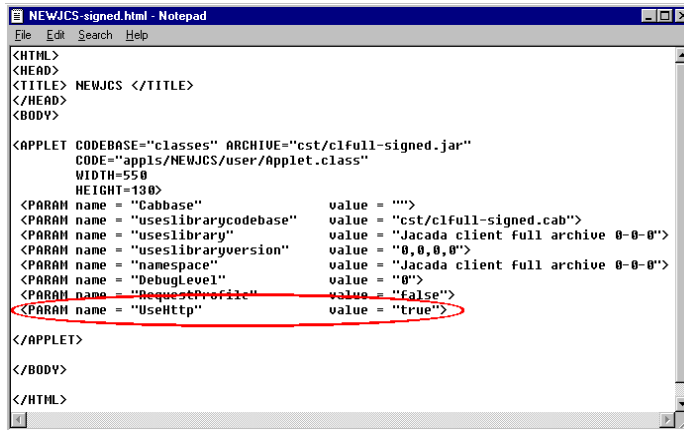 NEWJCS-signed.html - Notepad
File Edit Search Help
<HTML>
<HEAD>
<TITLE> NEWJCS </TITLE>
</HEAD>
<BODY>
<APPLET CODEBASE="classes" ARCHIVE="cst/clfull-signed.jar"
CODE="appls/NEWJCS/user/Applet.class"
WIDTH=550
HEIGHT=130>
<PARAM name = "Cabbase" value = "">
<PARAM name = "useslibrarycodebase" value = "cst/clfull-signed.cab">
<PARAM name = "useslibrary" value = "Jacada client full archive 0-0-0">
<PARAM name = "useslibraryversion" value = "0,0,0,0">
<PARAM name = "namespace" value = "Jacada client full archive 0-0-0">
<PARAM name = "DebugLevel" value = "0">
<PARAM name = "RequestProfile" value = "false">
<PARAM name = "UseHttp" value = "true">
</APPLET>
</BODY>
</HTML>